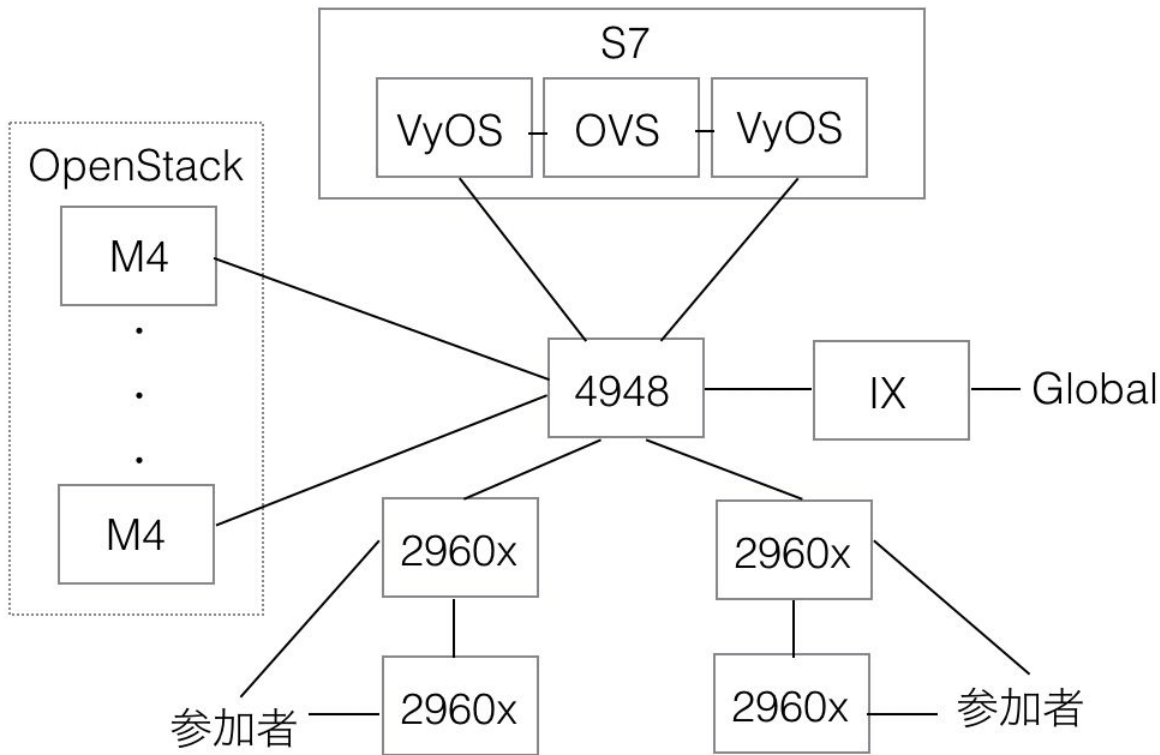 S7
VyOS
OVS
VyOS
OpenStack
M4
M4
4948
IX
Global
2960x
2960x
2960x
2960x
参加者
参加者